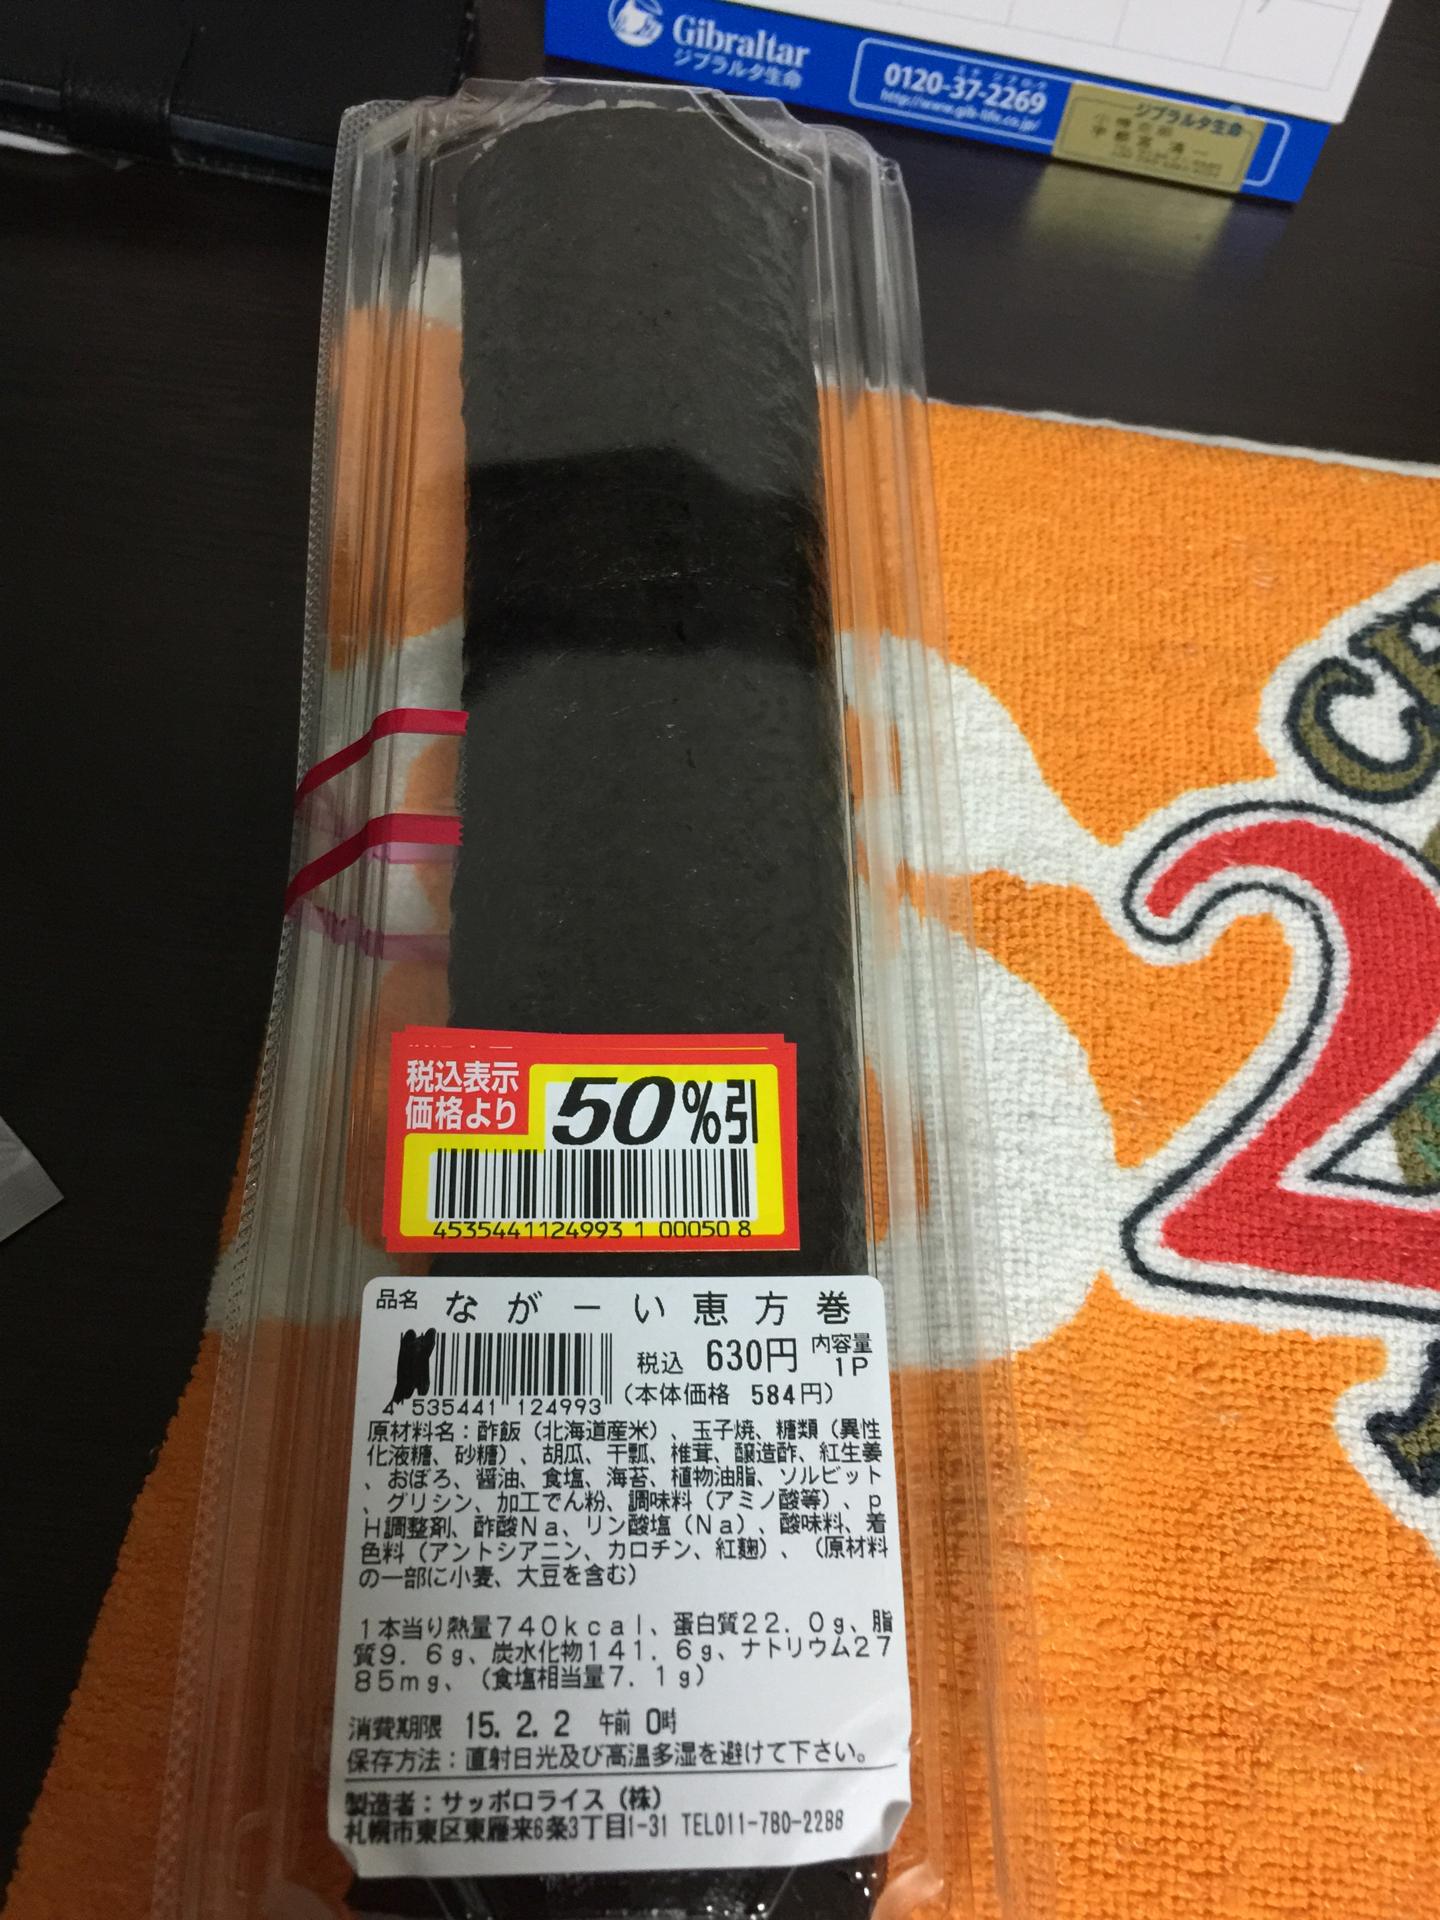 Gibraltar
ジブラルタ生命
0120-37-2269
http://www.gib-life.co.jp/
ジブラルタ生命
税込表示
価格より
50%引
4535441124993 1 00050 8
品名 ながーい恵方巻
税込 630円 内容量
1P
(本体価格 584円)
4 535441 124993
原材料名:酢飯(北海道産米)、玉子焼、糖類(異性
化液糖、砂糖)、胡瓜、干瓢、椎茸、醸造酢、紅生姜
、おぼろ、醤油、食塩、海苔、植物油脂、ソルビット
、グリシン、加工でん粉、調味料(アミノ酸等)、p
H調整剤、酢酸Na、リン酸塩(Na)、酸味料、着
色料(アントシアニン、カロチン、紅麹)、(原材料
の一部に小麦、大豆を含む)
1本当り熱量740kcal、蛋白質22.0g、脂
質9.6g、炭水化物141.6g、ナトリウム27
85mg、(食塩相当量7.1g)
消費期限 15.2.2 午前 0時
保存方法:直射日光及び高温多湿を避けて下さい。
製造者:サッポロライス(株)
札幌市東区東雁来6条3丁目1-31 TEL011-780-2288
2